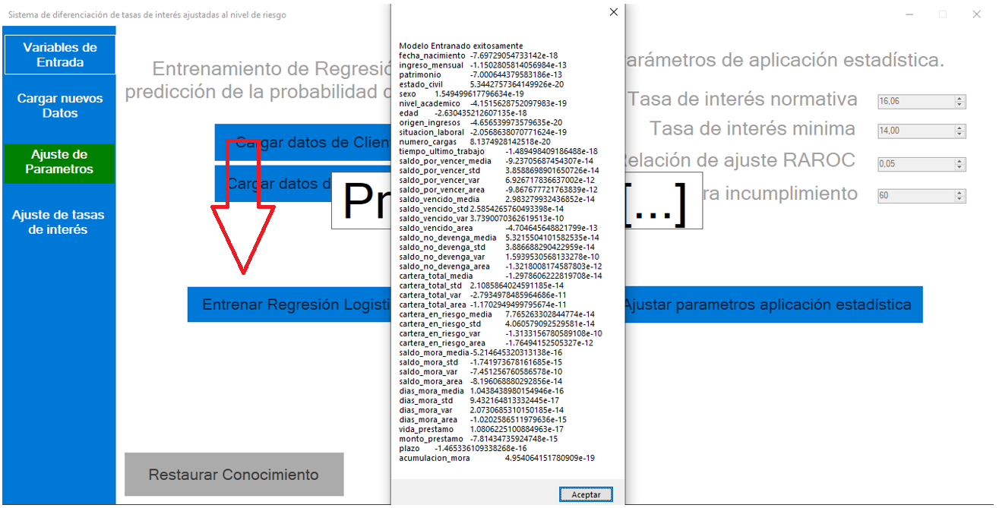 Sistema de diferenciación de tasas de interés ajustadas al nivel de riesgo
Variables de
Entrada
Cargar nuevos
Datos
Ajuste de
Parametros
Ajuste de tasas
de interés
Entrenamiento de Regresió
predicción de la probabilidad d
Cargar datos de Clien
Cargar datos d
Pr
Entrenar Regresión Logisti
Restaurar Conocimiento
Modelo Entranado exitosamente
fecha_nacimiento -7.69729054733142e-18
ingreso_mensual -1.1502805814056984e-13
patrimonio -7.000644379583186e-13
estado_civil 5.3442757364149926e-20
sexo 1.549499617796634e-19
nivel_academico -4.1515628752097983e-19
edad -2.630435212607135e-18
origen_ingresos -4.656539973579635e-20
situacion_laboral -2.0568638070771624e-19
numero_cargas 8.1374928142518e-20
tiempo_ultimo_trabajo -1.489498409186488e-18
saldo_por_vencer_media -9.23705687454307e-14
saldo_por_vencer_std 3.8588698901650726e-14
saldo_por_vencer_var 6.926717836637002e-12
saldo_por_vencer_area -9.867677721763839e-12
saldo_vencido_media 2.983279932436852e-14
saldo_vencido_std 2.5854265760493398e-14
saldo_vencido_var 3.7390070362619513e-10
saldo_vencido_area -4.704645648821799e-13
saldo_no_devenga_media 5.3215504101582535e-14
saldo_no_devenga_std 3.886688290422959e-14
saldo_no_devenga_var 1.5939530568133278e-10
saldo_no_devenga_area -1.3218008174587803e-12
cartera_total_media -1.2978606222819708e-14
cartera_total_std 2.1085864024591185e-14
cartera_total_var -2.7934978485964686e-11
cartera_total_area -1.1702949499795674e-11
cartera_en_riesgo_media 7.765263302844774e-14
cartera_en_riesgo_std 4.060579092529581e-14
cartera_en_riesgo_var -1.3133156780589108e-10
cartera_en_riesgo_area -1.76494152505327e-12
saldo_mora_media -5.214645320313138e-16
saldo_mora_std -1.741973678161685e-15
saldo_mora_var -7.451256760586578e-10
saldo_mora_area -8.196068880292856e-14
dias_mora_media 1.0438438980154946e-16
dias_mora_std 9.432164813332445e-17
dias_mora_var 2.0730685310150185e-14
dias_mora_area -1.0202586511979636e-15
vida_prestamo 1.0806225100884963e-17
monto_prestamo -7.81434735924748e-15
plazo -1.465336109338268e-16
acumulacion_mora 4.954064151780909e-19
Aceptar
arámetros de aplicación estadística.
Tasa de interés normativa 16,06
Tasa de interés minima 14,00
Relación de ajuste RAROC 0,05
ra incumplimiento 60
[...]
Ajustar parametros aplicación estadística